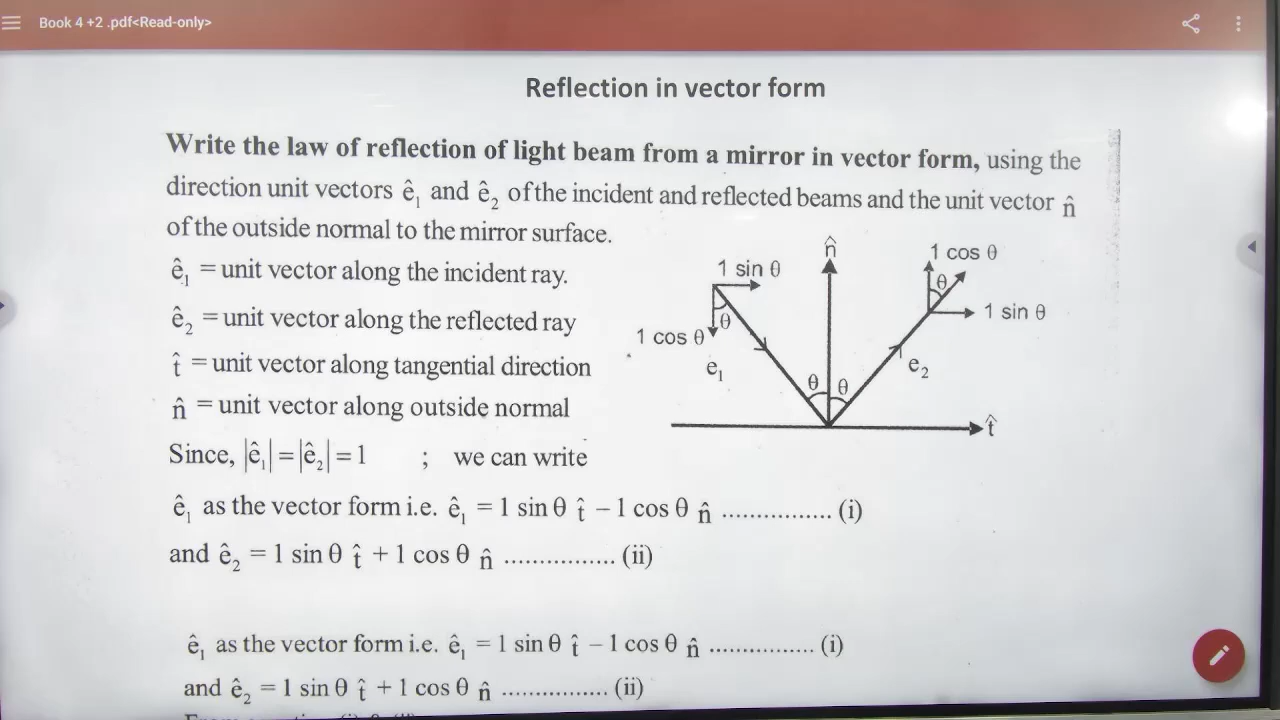 Book 4 +2 .pdf<Read-only>
Reflection in vector form
Write the law of reflection of light beam from a mirror in vector form, using the
direction unit vectors ê₁ and ê₂ of the incident and reflected beams and the unit vector n̂
of the outside normal to the mirror surface.
ê₁ = unit vector along the incident ray.
ê₂ = unit vector along the reflected ray
t̂ = unit vector along tangential direction
n̂ = unit vector along outside normal
Since, |ê₁| = |ê₂| = 1 ; we can write
n̂
1 sin θ
1 cos θ
θ
1 cos θ
θ
1 sin θ
e₁
e₂
θ θ
t̂
ê₁ as the vector form i.e. ê₁ = 1 sin θ t̂ − 1 cos θ n̂ ................ (i)
and ê₂ = 1 sin θ t̂ + 1 cos θ n̂ ................ (ii)
ê₁ as the vector form i.e. ê₁ = 1 sin θ t̂ − 1 cos θ n̂ ................ (i)
and ê₂ = 1 sin θ t̂ + 1 cos θ n̂ ................ (ii)